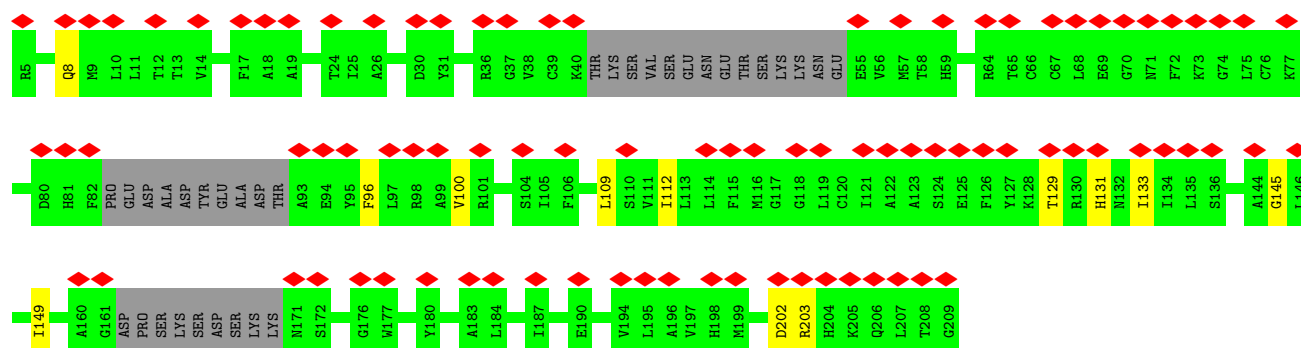 R5 Q8 M9 L10 L11 T12 T13 V14 F17 A18 A19 T24 I25 A26 D30 Y31 R36 G37 V38 C39 K40 THR LYS SER VAL SER GLU ASN GLU THR SER LYS LYS ASN GLU E55 V56 M57 T58 H59 R64 T65 C66 C67 L68 E69 G70 N71 F72 K73 G74 L75 C76 K77
D80 H81 F82 PRO GLU ASP ALA ASP TYR GLU ALA ASP THR A93 E94 Y95 F96 L97 R98 A99 V100 R101 S104 I105 F106 L109 S110 V111 I112 L113 L114 F115 M116 G117 G118 L119 C120 I121 A122 A123 S124 E125 F126 Y127 K128 T129 R130 H131 N132 I133 I134 L135 S136 A144 G145 L146
I149 A160 G161 ASP PRO SER LYS SER ASP SER LYS LYS N171 S172 G176 W177 Y180 A183 L184 I187 E190 V194 L195 A196 V197 H198 M199 D202 R203 H204 K205 Q206 L207 T208 G209